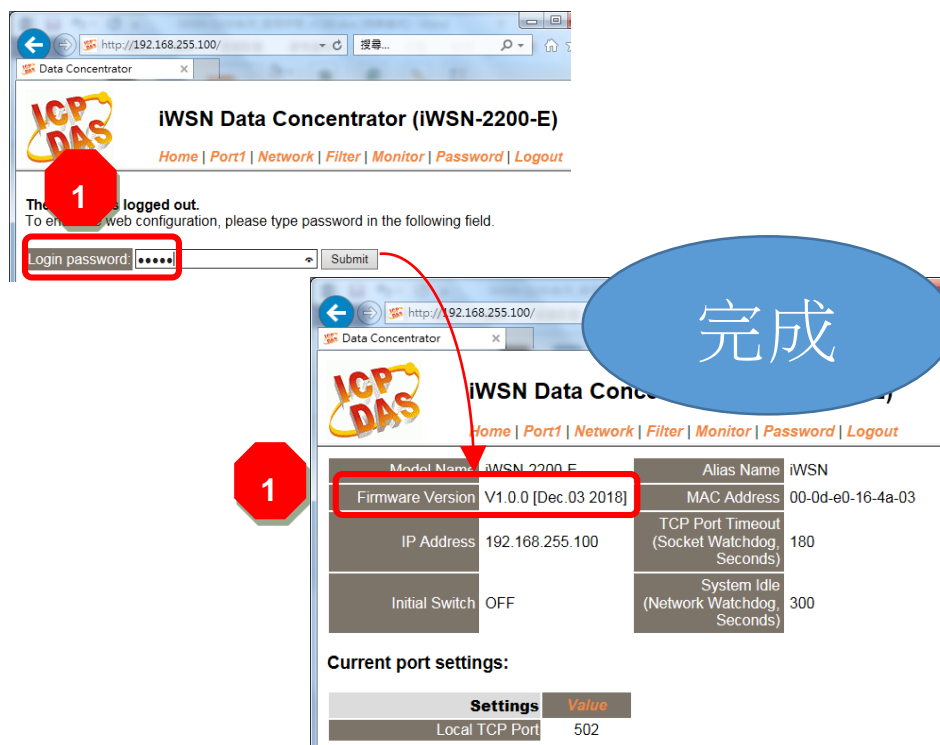 http://192.168.255.100/
搜尋...
Data Concentrator
ICP DAS
iWSN Data Concentrator (iWSN-2200-E)
Home | Port1 | Network | Filter | Monitor | Password | Logout
1
logged out.
web configuration, please type password in the following field.
Login password: •••••
Submit
http://192.168.255.100/
完成
Data Concentrator
ICP DAS
iWSN Data
Home | Port1 | Network | Filter | Monitor | Password | Logout
1
Model Name iWSN-2200-E Alias Name iWSN
Firmware Version V1.0.0 [Dec.03 2018] MAC Address 00-0d-e0-16-4a-03
IP Address 192.168.255.100 TCP Port Timeout
(Socket Watchdog, Seconds) 180
Initial Switch OFF System Idle
(Network Watchdog, Seconds) 300
Current port settings:
Settings Value
Local TCP Port 502